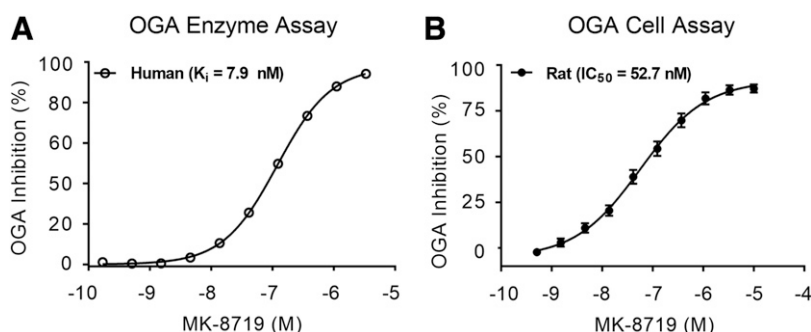 A
OGA Enzyme Assay
OGA Inhibition (%)
100
80
60
50
20
0
Human (Ki = 7.9 nM)
-10 -9 -8 -7 -6 -5
MK-8719 (M)
B
OGA Cell Assay
OGA Inhibition (%)
100
75
50
25
0
Rat (IC50 = 52.7 nM)
-10 -9 -8 -7 -6 -5 -4
MK-8719 (M)